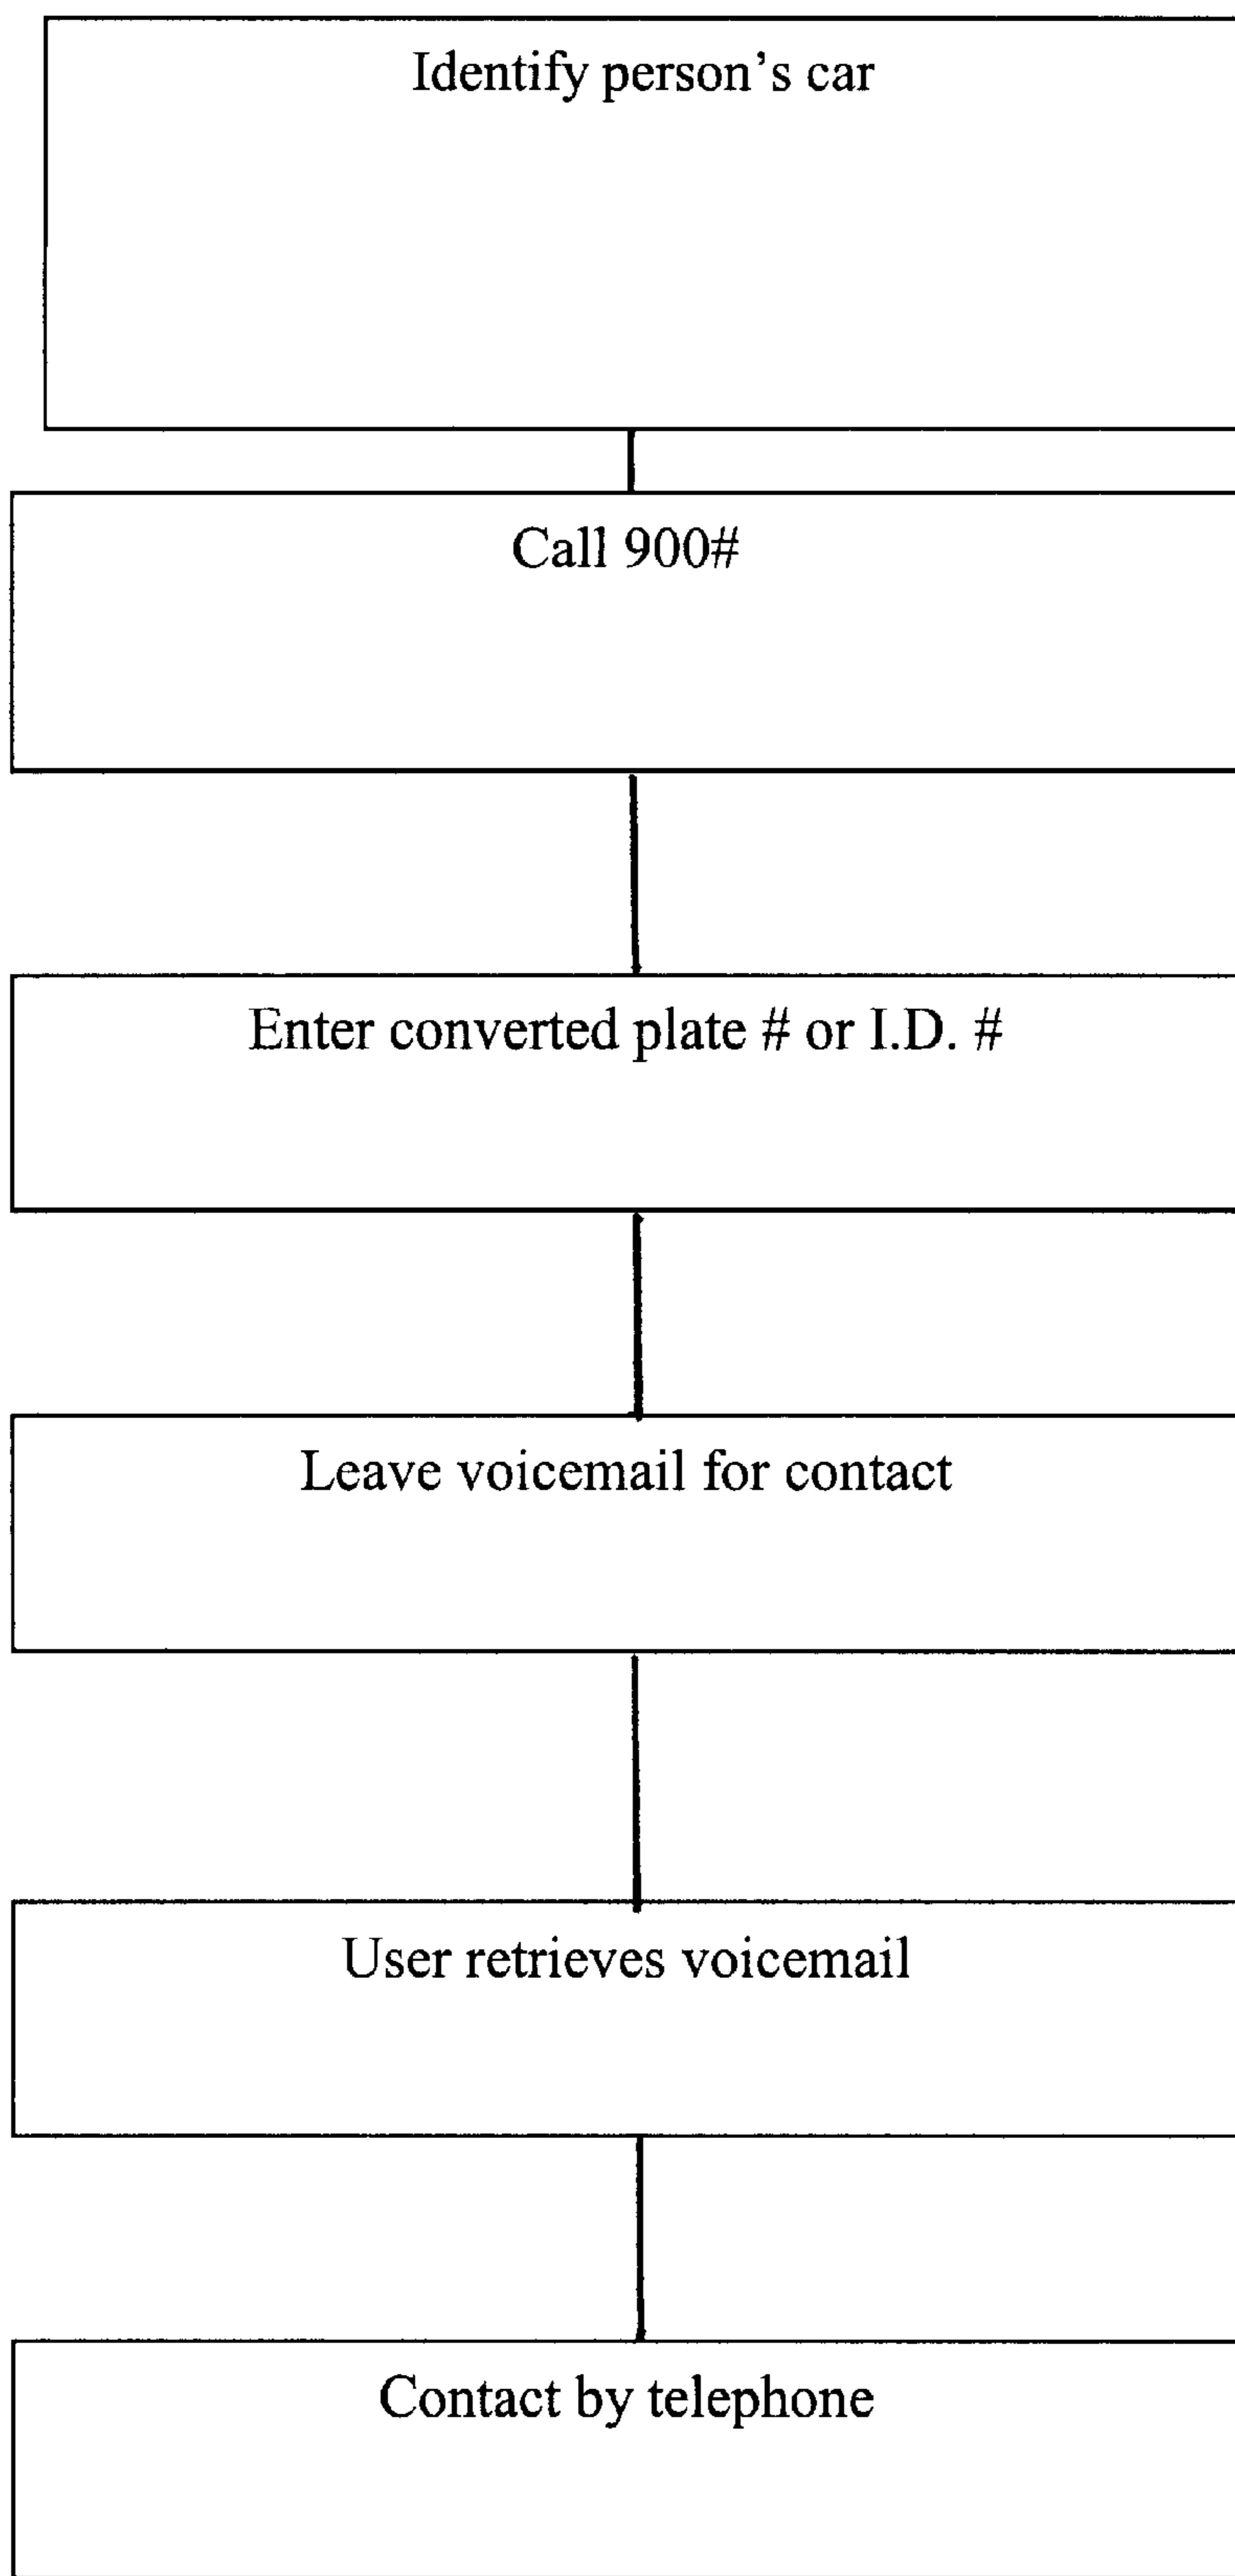 Identify person’s car
Call 900#
Enter converted plate # or I.D. #
Leave voicemail for contact
User retrieves voicemail
Contact by telephone